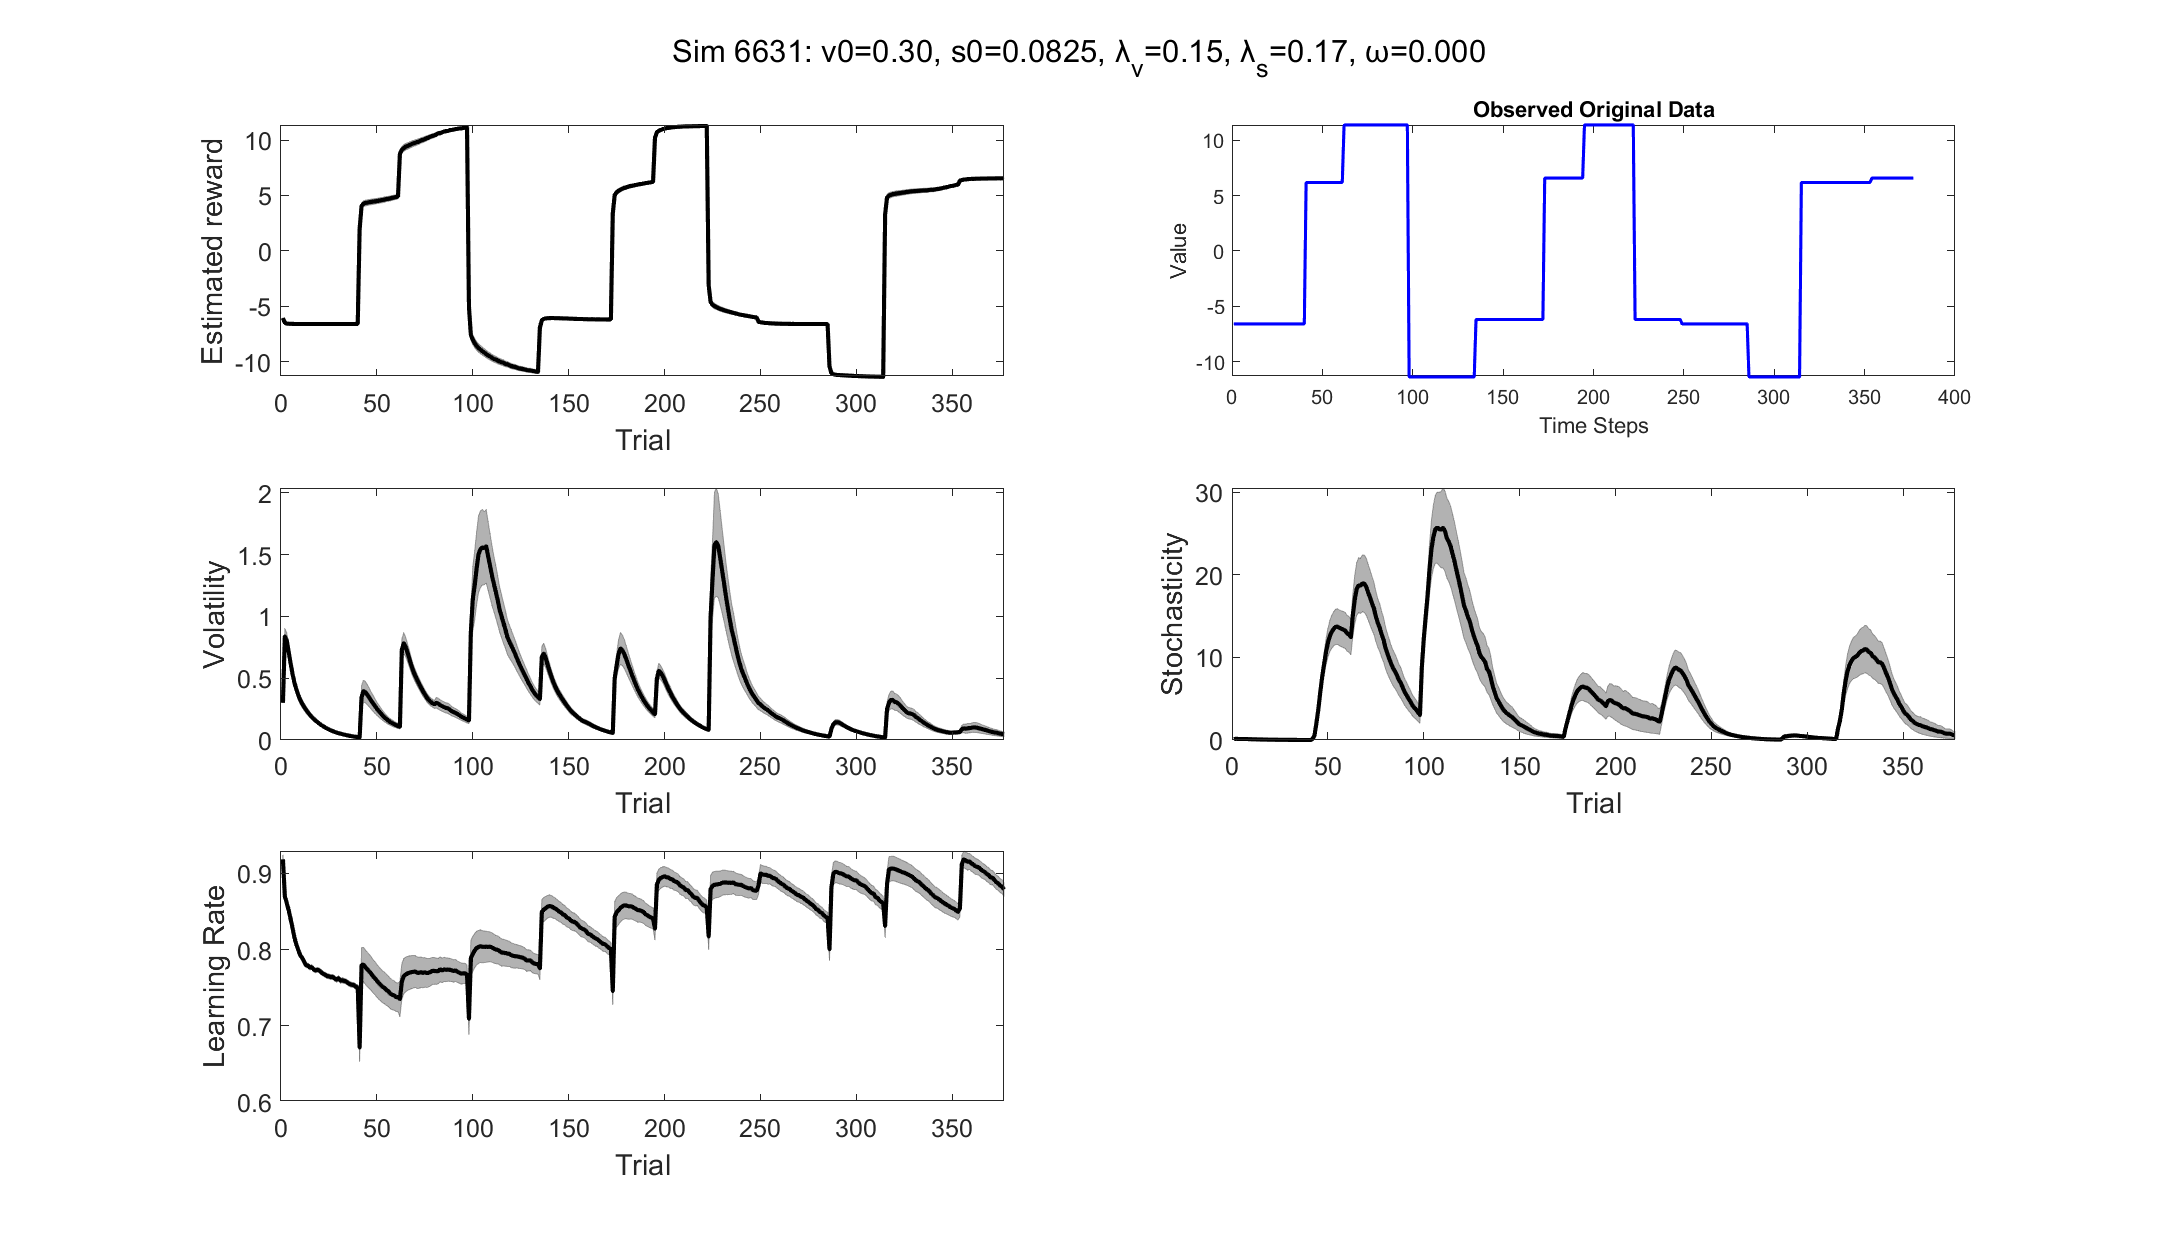 Sim 6631: v0=0.30, s0=0.0825, λv=0.15, λs=0.17, ω=0.000
Estimated reward
10
5
0
-5
-10
0 50 100 150 200 250 300 350
Trial
Observed Original Data
Value
10
5
0
-5
-10
0 50 100 150 200 250 300 350 400
Time Steps
Volatility
2
1.5
1
0.5
0
0 50 100 150 200 250 300 350
Trial
Stochasticity
30
20
10
0
0 50 100 150 200 250 300 350
Trial
Learning Rate
0.9
0.8
0.7
0.6
0 50 100 150 200 250 300 350
Trial